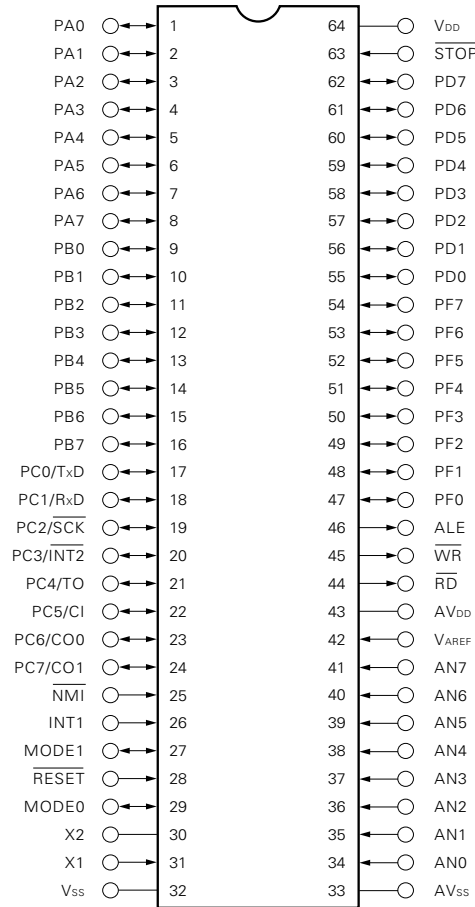 PA0 1 64 VDD
PA1 2 63 STOP
PA2 3 62 PD7
PA3 4 61 PD6
PA4 5 60 PD5
PA5 6 59 PD4
PA6 7 58 PD3
PA7 8 57 PD2
PB0 9 56 PD1
PB1 10 55 PD0
PB2 11 54 PF7
PB3 12 53 PF6
PB4 13 52 PF5
PB5 14 51 PF4
PB6 15 50 PF3
PB7 16 49 PF2
PC0/TxD 17 48 PF1
PC1/RxD 18 47 PF0
PC2/SCK 19 46 ALE
PC3/INT2 20 45 WR
PC4/TO 21 44 RD
PC5/CI 22 43 AVDD
PC6/CO0 23 42 VAREF
PC7/CO1 24 41 AN7
NMI 25 40 AN6
INT1 26 39 AN5
MODE1 27 38 AN4
RESET 28 37 AN3
MODE0 29 36 AN2
X2 30 35 AN1
X1 31 34 AN0
VSS 32 33 AVSS